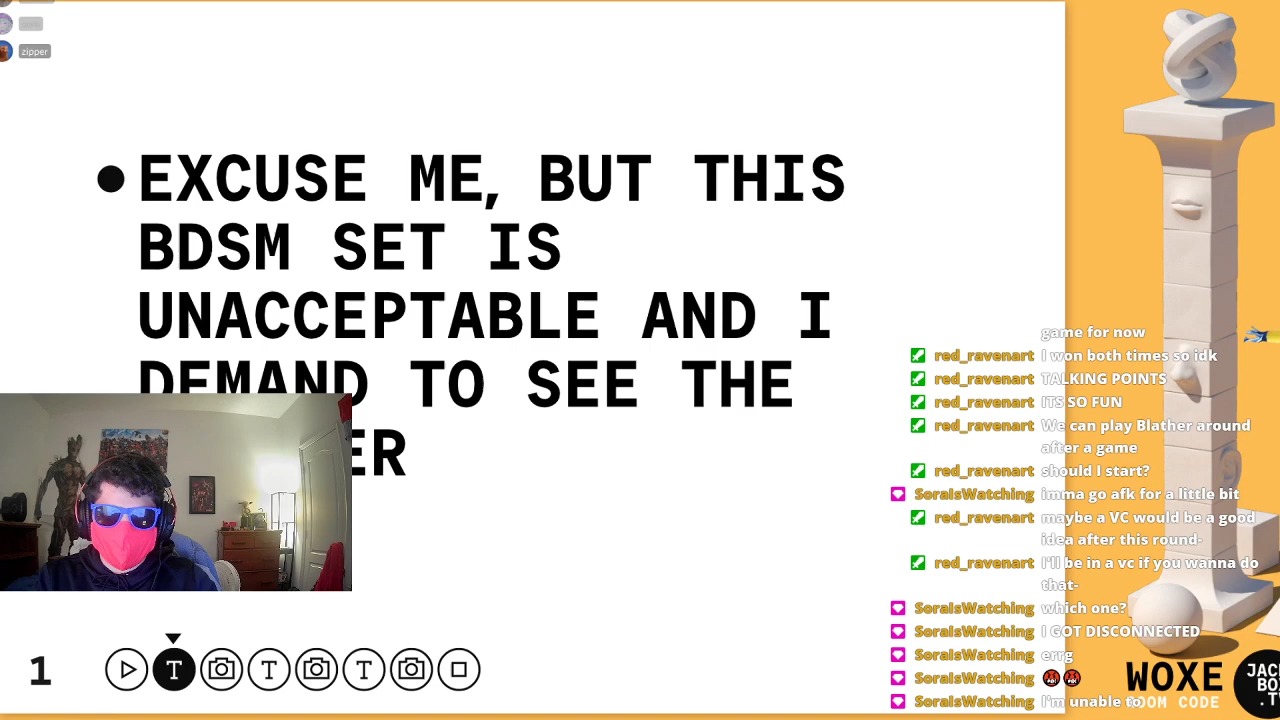 zipper
• EXCUSE ME, BUT THIS
BDSM SET IS
UNACCEPTABLE AND I
DEMAND TO SEE THE
ER
1
T
T
T
game for now
red_ravenart I won both times so idk
red_ravenart TALKING POINTS
red_ravenart ITS SO FUN
red_ravenart We can play Blather around
after a game
red_ravenart should I start?
SoraIsWatching imma go afk for a little bit
red_ravenart maybe a VC would be a good
idea after this round-
red_ravenart I'll be in a vc if you wanna do
that-
SoraIsWatching which one?
SoraIsWatching I GOT DISCONNECTED
SoraIsWatching errg
SoraIsWatching
SoraIsWatching I'm unable to
WOXE
ROOM CODE